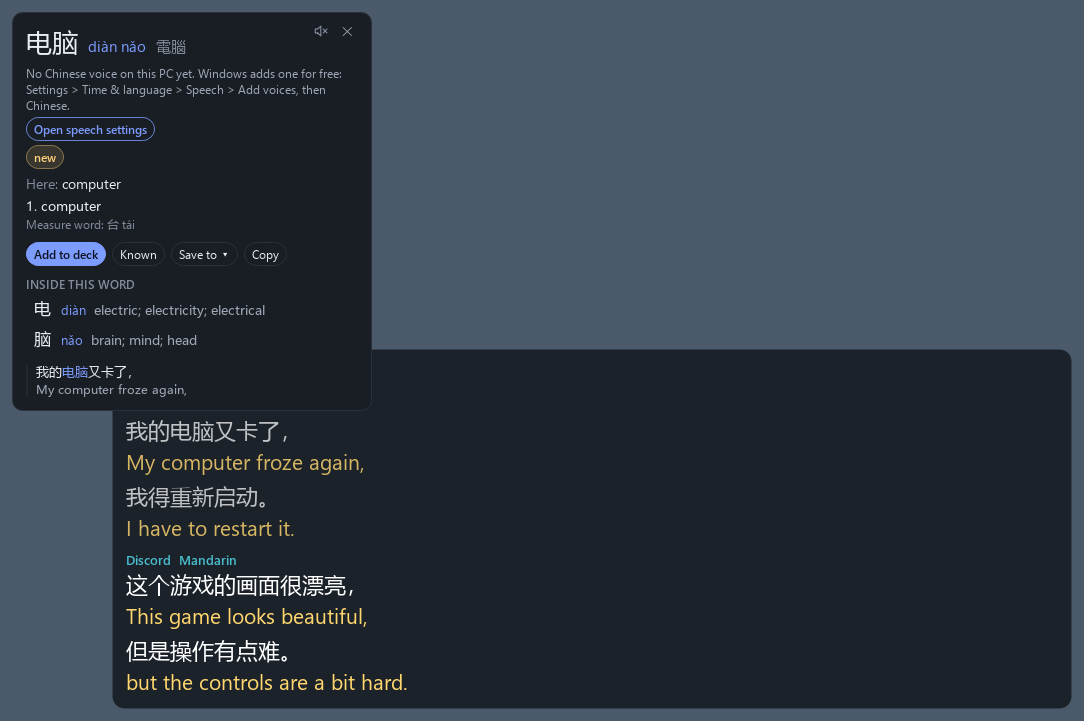 电脑 diàn nǎo 電腦
No Chinese voice on this PC yet. Windows adds one for free:
Settings > Time & language > Speech > Add voices, then
Chinese.
Open speech settings
new
Here: computer
1. computer
Measure word: 台 tái
Add to deck Known Save to ▾ Copy
INSIDE THIS WORD
电 diàn electric; electricity; electrical
脑 nǎo brain; mind; head
我的电脑又卡了，
My computer froze again,
我的电脑又卡了，
My computer froze again,
我得重新启动。
I have to restart it.
Discord Mandarin
这个游戏的画面很漂亮，
This game looks beautiful,
但是操作有点难。
but the controls are a bit hard.